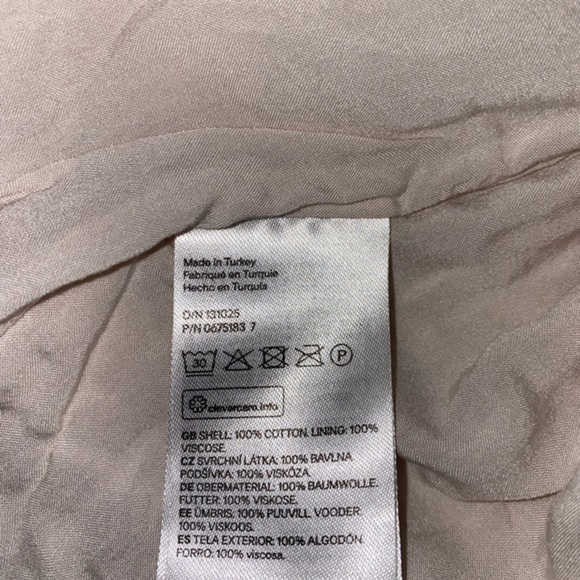 Made in Turkey
Fabriqué en Turquie
Hecho en Turquía
O/N 131025
P/N 0675183 7
30 P
clevercare.info
GB SHELL: 100% COTTON. LINING: 100%
VISCOSE.
CZ SVRCHNÍ LÁTKA: 100% BAVLNA.
PODŠÍVKA: 100% VISKÓZA.
DE OBERMATERIAL: 100% BAUMWOLLE.
FUTTER: 100% VISKOSE.
EE ÜMBRIS: 100% PUUVILL. VOODER:
100% VISKOOS.
ES TELA EXTERIOR: 100% ALGODÓN.
FORRO: 100% viscosa.